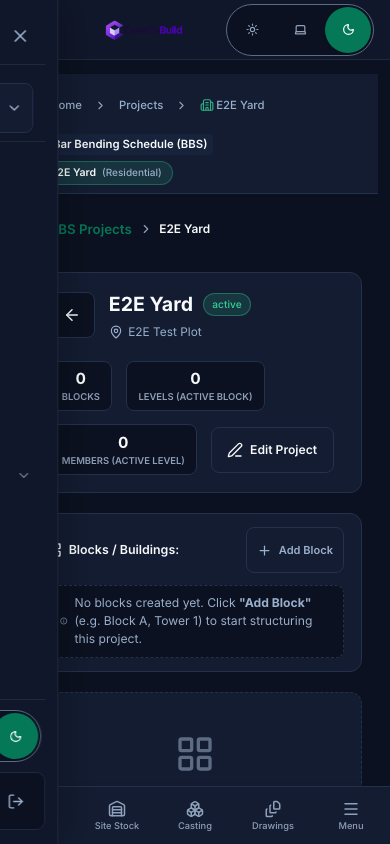 Build
ome > Projects > E2E Yard
Bar Bending Schedule (BBS)
2E Yard (Residential)
BS Projects > E2E Yard
E2E Yard active
E2E Test Plot
0
BLOCKS
0
LEVELS (ACTIVE BLOCK)
0
MEMBERS (ACTIVE LEVEL)
Edit Project
Blocks / Buildings:
Add Block
No blocks created yet. Click "Add Block"
(e.g. Block A, Tower 1) to start structuring
this project.
Site Stock
Casting
Drawings
Menu